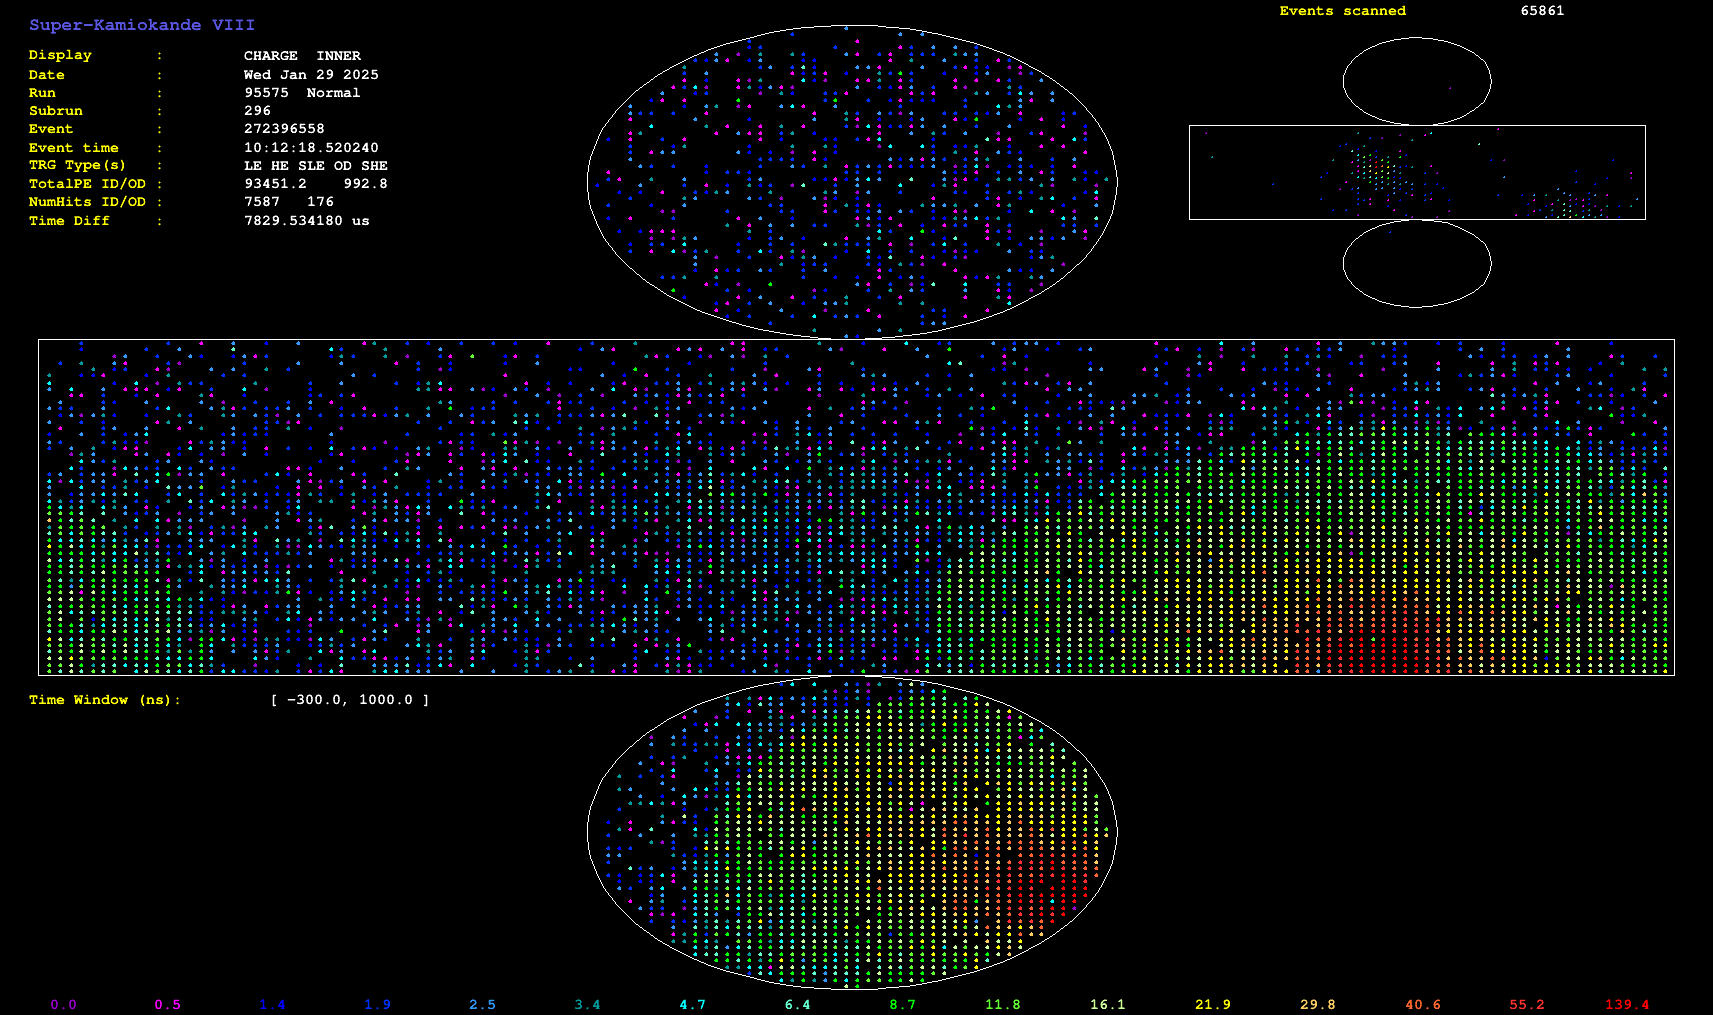 Super-Kamiokande VIII
Events scanned 65861
Display : CHARGE INNER
Date : Wed Jan 29 2025
Run : 95575 Normal
Subrun : 296
Event : 272396558
Event time : 10:12:18.520240
TRG Type(s) : LE HE SLE OD SHE
TotalPE ID/OD : 93451.2 992.8
NumHits ID/OD : 7587 176
Time Diff : 7829.534180 us
Time Window (ns): [ -300.0, 1000.0 ]
0.0 0.5 1.4 1.9 2.5 3.4 4.7 6.4 8.7 11.8 16.1 21.9 29.8 40.6 55.2 139.4